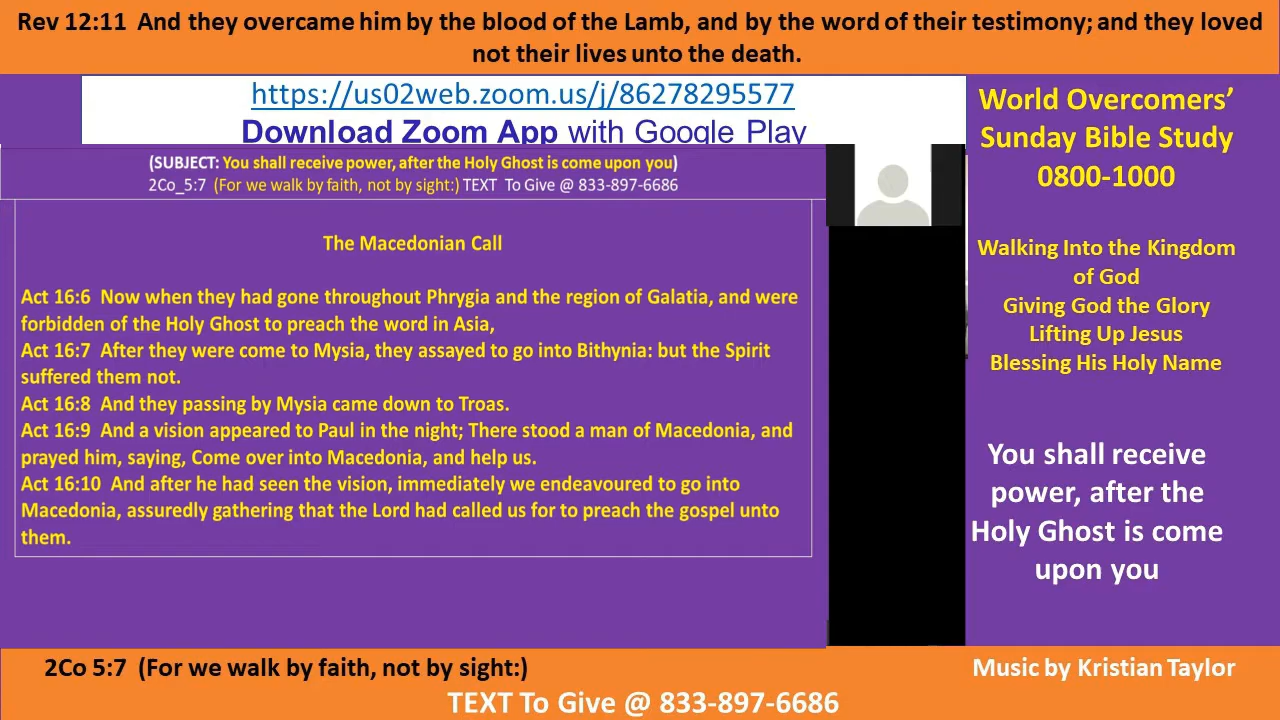 Rev 12:11  And they overcame him by the blood of the Lamb, and by the word of their testimony; and they loved
not their lives unto the death.
https://us02web.zoom.us/j/86278295577
Download Zoom App with Google Play
(SUBJECT: You shall receive power, after the Holy Ghost is come upon you)
2Co_5:7  (For we walk by faith, not by sight:) TEXT  To Give @ 833-897-6686
The Macedonian Call
Act 16:6  Now when they had gone throughout Phrygia and the region of Galatia, and were
forbidden of the Holy Ghost to preach the word in Asia,
Act 16:7  After they were come to Mysia, they assayed to go into Bithynia: but the Spirit
suffered them not.
Act 16:8  And they passing by Mysia came down to Troas.
Act 16:9  And a vision appeared to Paul in the night; There stood a man of Macedonia, and
prayed him, saying, Come over into Macedonia, and help us.
Act 16:10  And after he had seen the vision, immediately we endeavoured to go into
Macedonia, assuredly gathering that the Lord had called us for to preach the gospel unto
them.
World Overcomers’
Sunday Bible Study
0800-1000
Walking Into the Kingdom
of God
Giving God the Glory
Lifting Up Jesus
Blessing His Holy Name
You shall receive
power, after the
Holy Ghost is come
upon you
2Co 5:7  (For we walk by faith, not by sight:)
Music by Kristian Taylor
TEXT To Give @ 833-897-6686